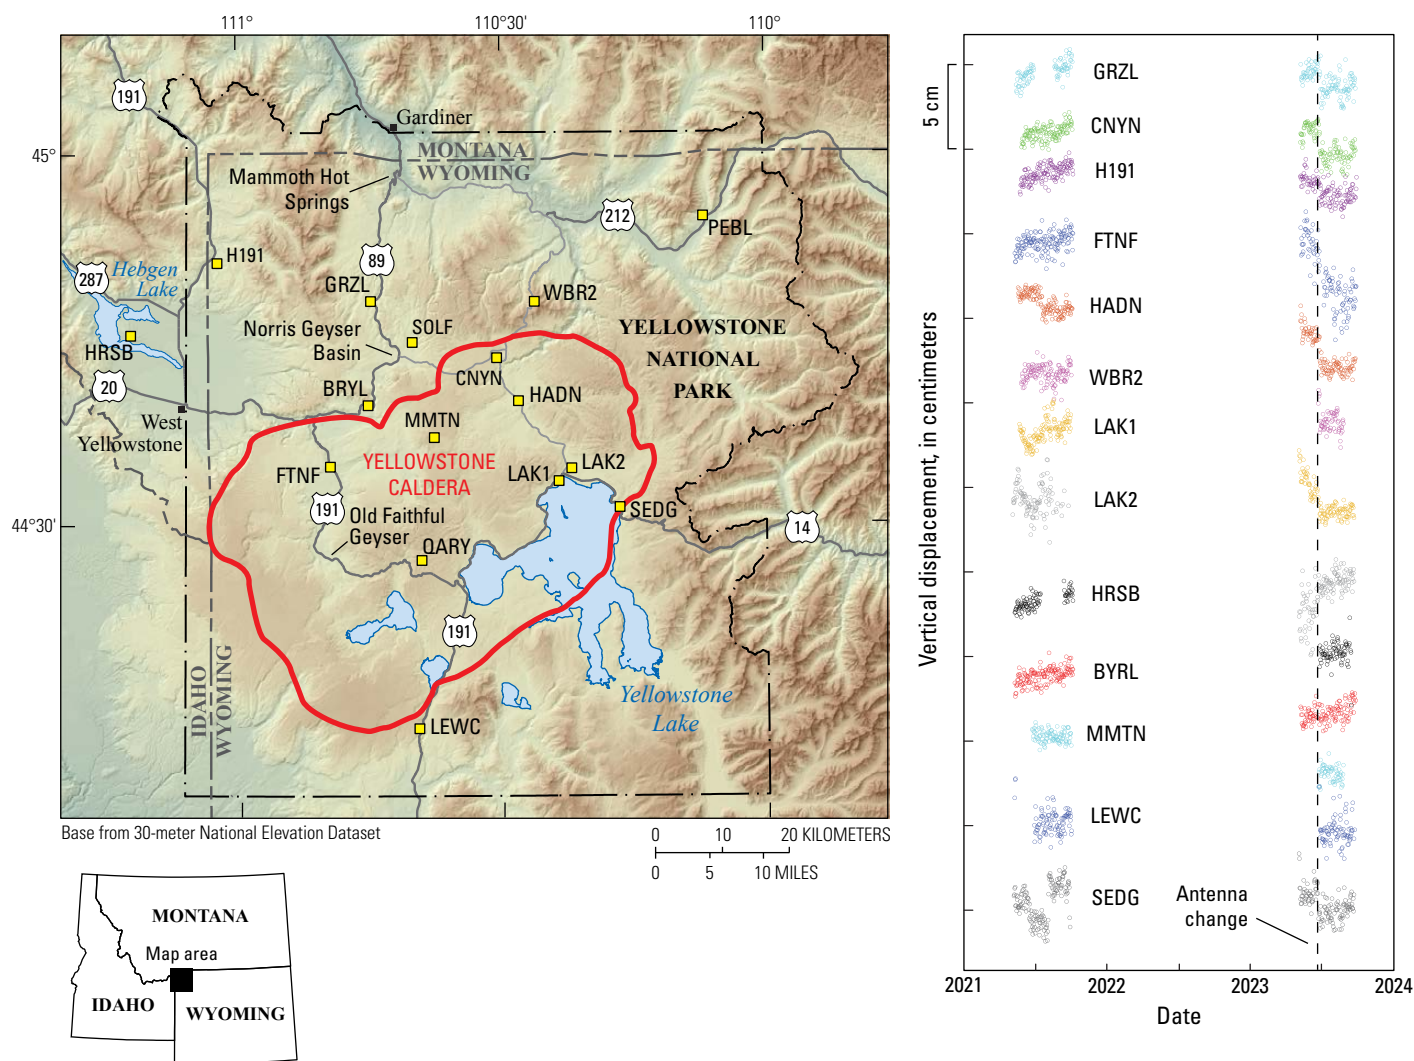 111°
110°30'
110°
191
Gardiner
45°
MONTANA
WYOMING
Mammoth Hot
Springs
212
PEBL
H191
89
Hebgen
Lake
287
GRZL
WBR2
Norris Geyser
Basin
SOLF
YELLOWSTONE
NATIONAL
PARK
HRSB
CNYN
20
BRYL
HADN
West
Yellowstone
MMTN
YELLOWSTONE
CALDERA
FTNF
LAK1
LAK2
191
Old Faithful
Geyser
SEDG
44°30'
14
QARY
191
IDAHO
WYOMING
Yellowstone
Lake
LEWC
Base from 30-meter National Elevation Dataset
0 10 20 KILOMETERS
0 5 10 MILES
MONTANA
Map area
IDAHO
WYOMING
5 cm
Vertical displacement, in centimeters
GRZL
CNYN
H191
FTNF
HADN
WBR2
LAK1
LAK2
HRSB
BYRL
MMTN
LEWC
SEDG
Antenna
change
2021 2022 2023 2024
Date